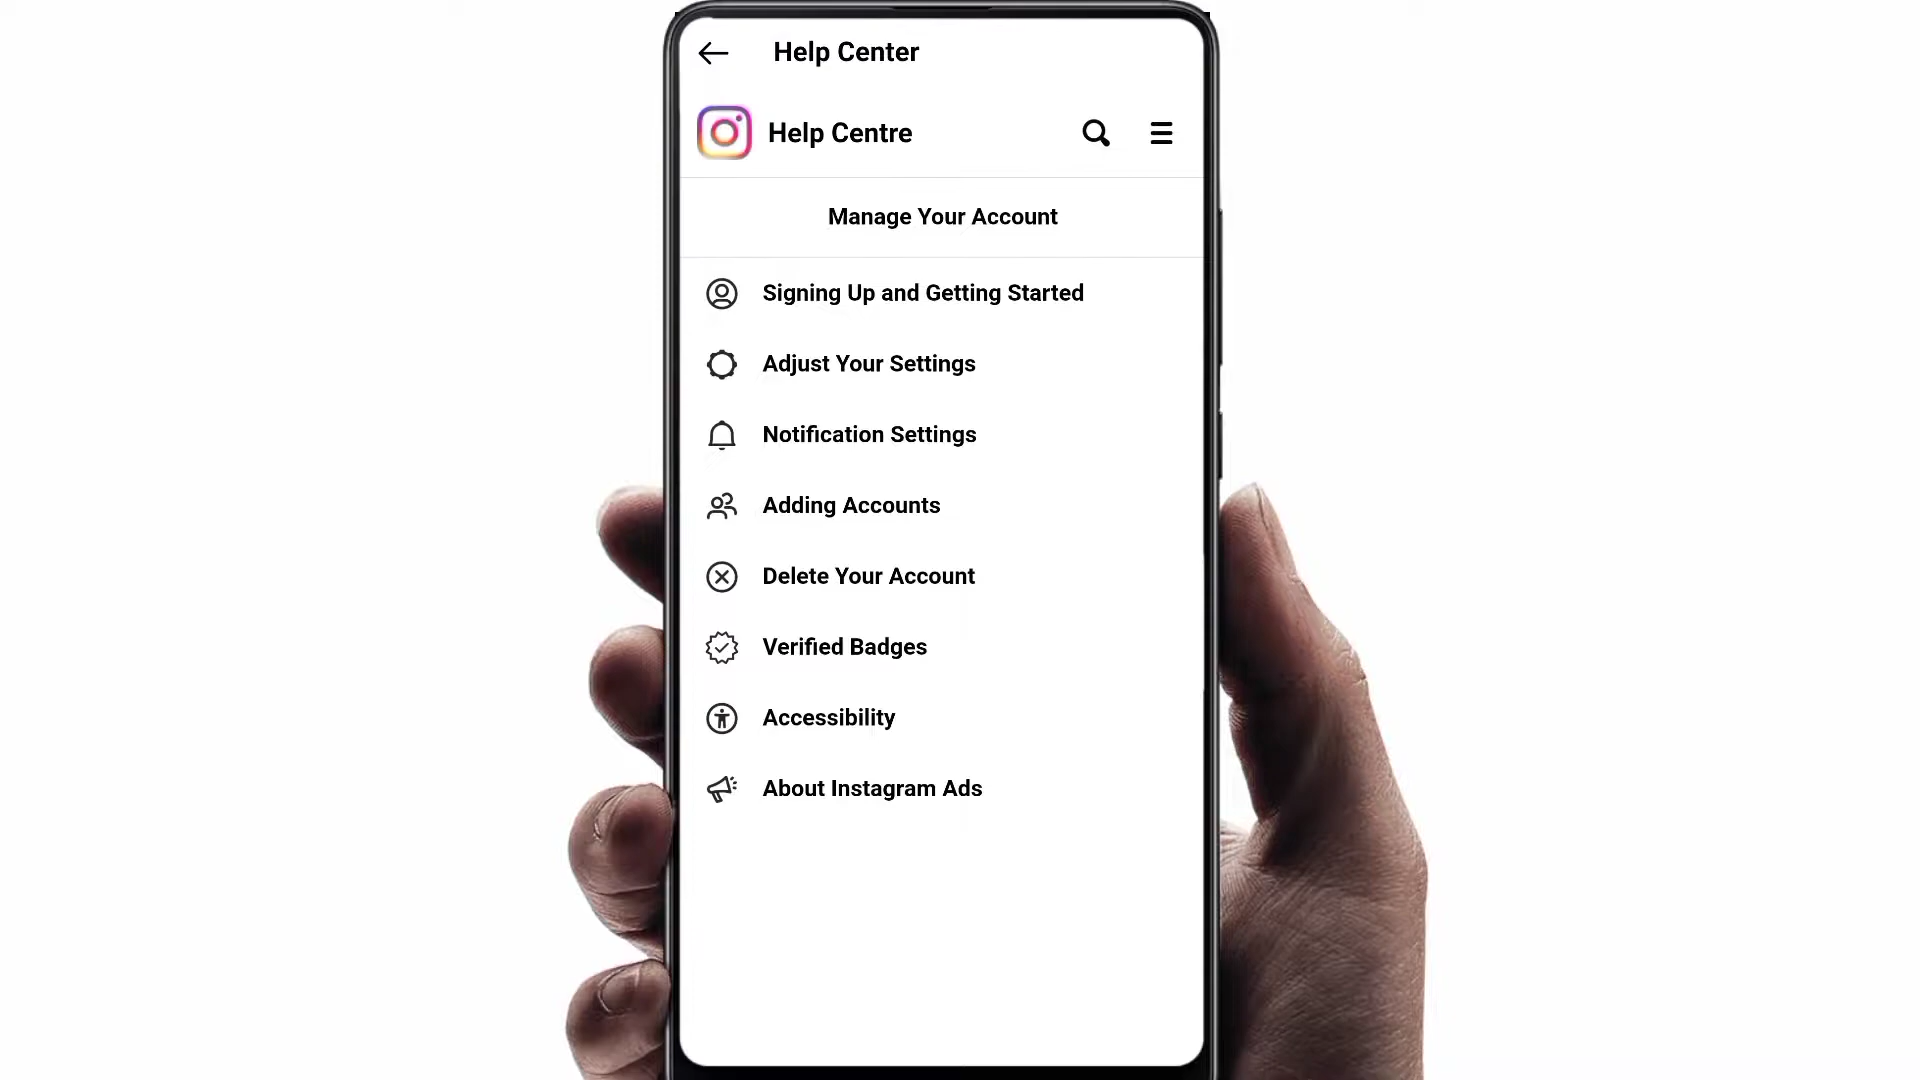 Help Center
Help Centre
Manage Your Account
Signing Up and Getting Started
Adjust Your Settings
Notification Settings
Adding Accounts
Delete Your Account
Verified Badges
Accessibility
About Instagram Ads